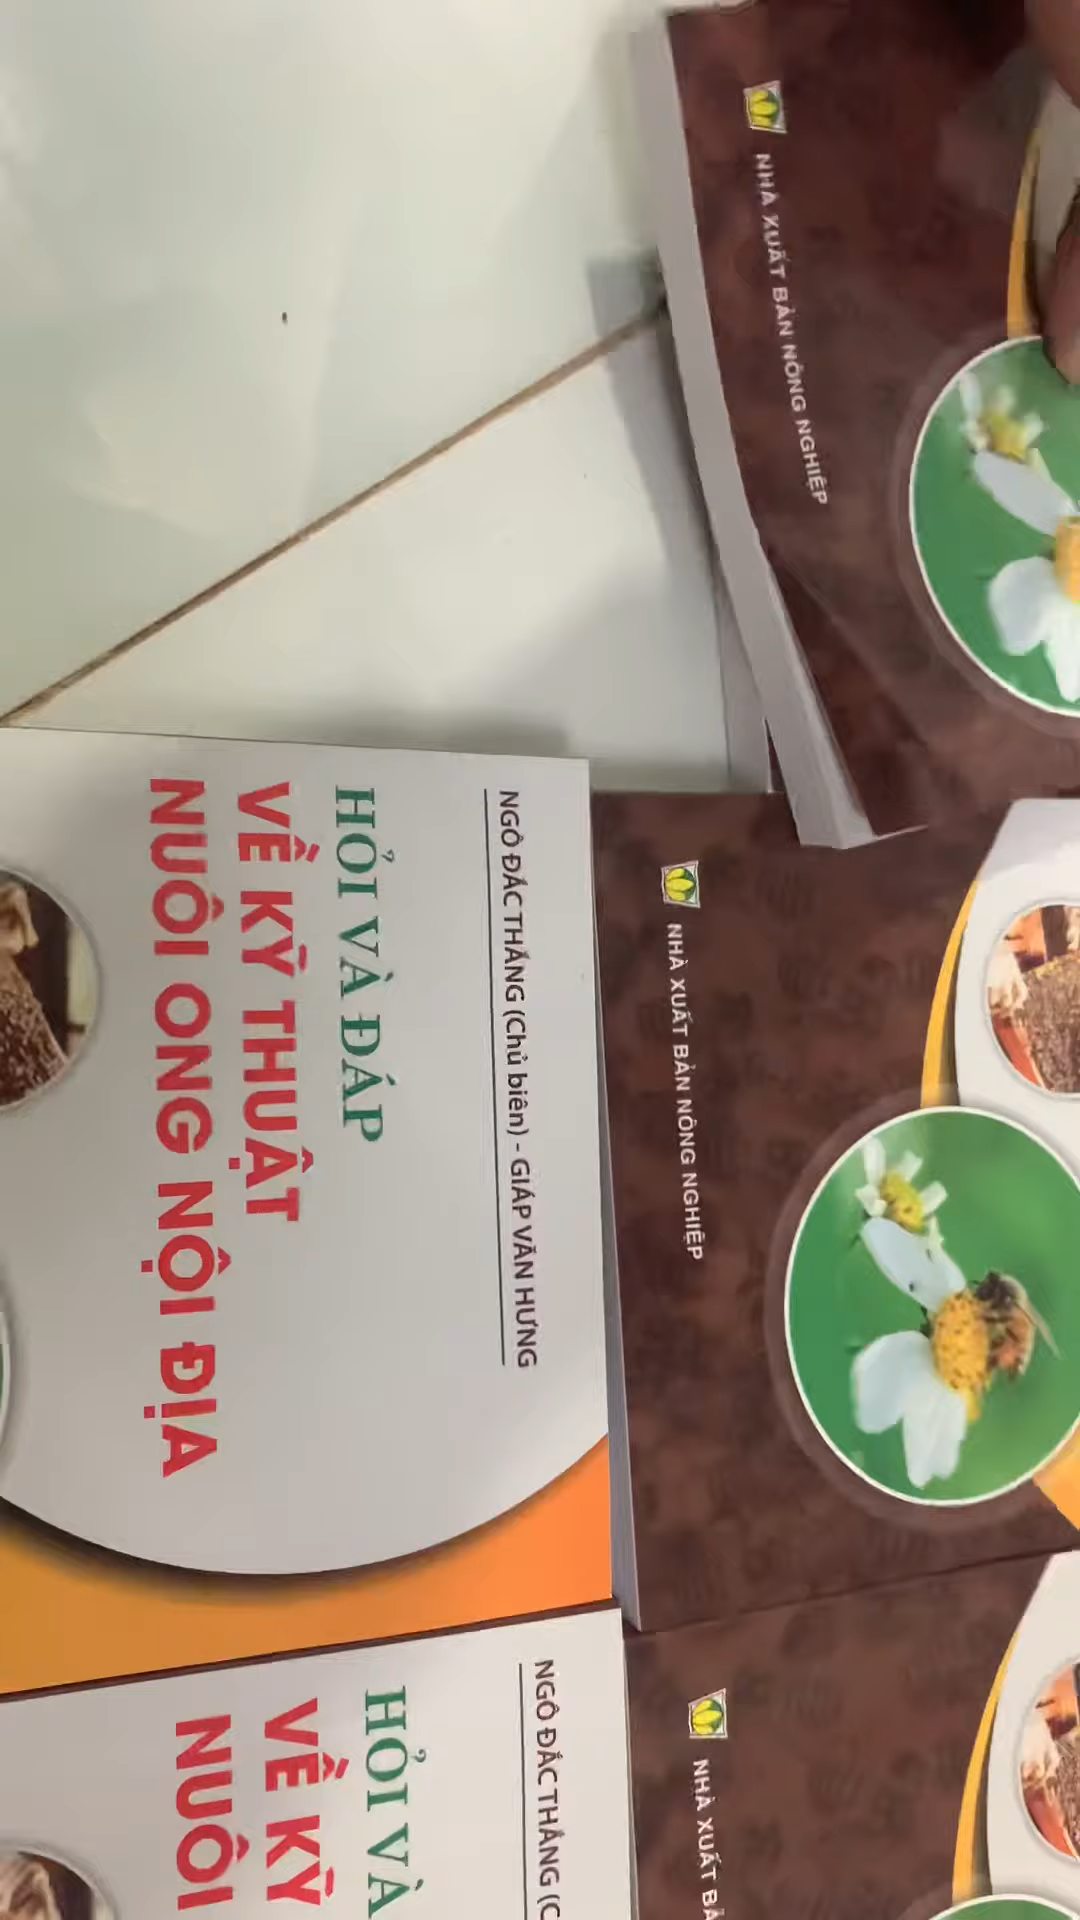 NHÀ XUẤT BẢN NÔNG NGHIỆP
NGÔ ĐẮC THẮNG (Chủ biên) - GIÁP VĂN HƯNG
HỎI VÀ ĐÁP
VỀ KỸ THUẬT
NUÔI ONG NỘI ĐỊA
NHÀ XUẤT BẢN NÔNG NGHIỆP
NGÔ ĐẮC THẮNG (C
HỎI VÀ
VỀ KỸ
NUÔI
NHÀ XUẤT BẢ